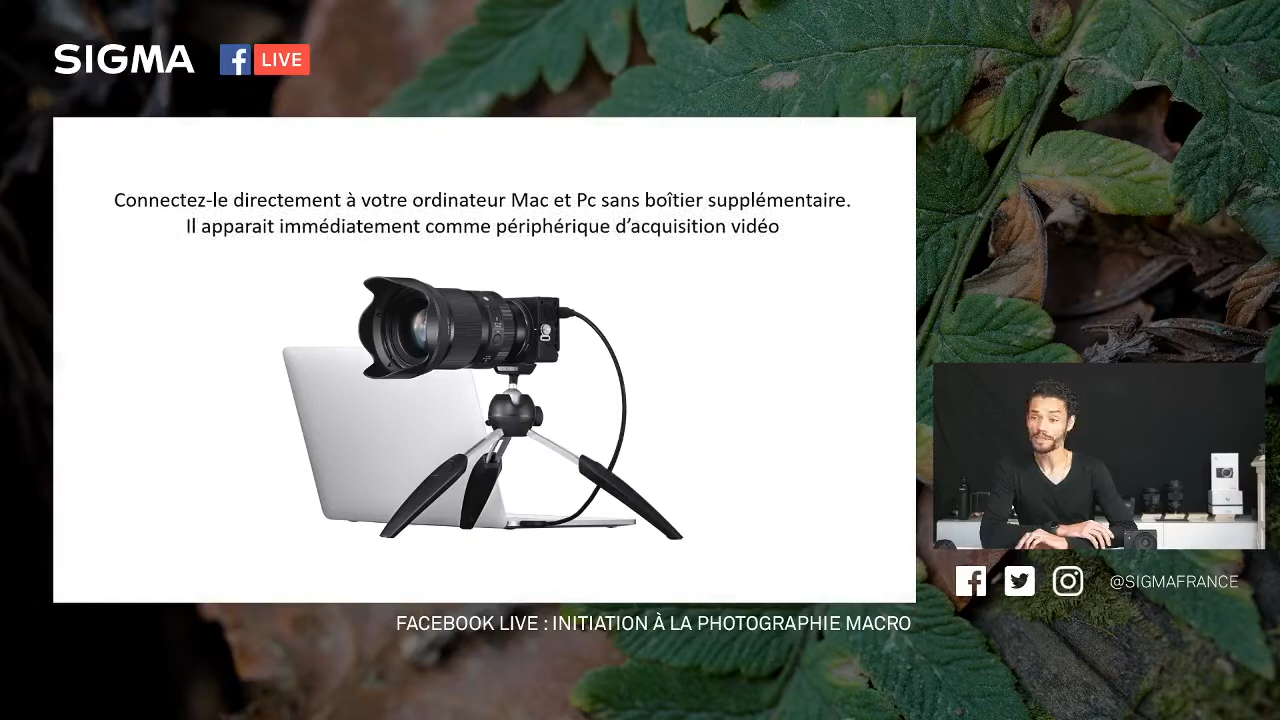 SIGMA
LIVE
Connectez-le directement à votre ordinateur Mac et Pc sans boîtier supplémentaire.
Il apparait immédiatement comme périphérique d'acquisition vidéo
@SIGMAFRANCE
FACEBOOK LIVE : INITIATION À LA PHOTOGRAPHIE MACRO